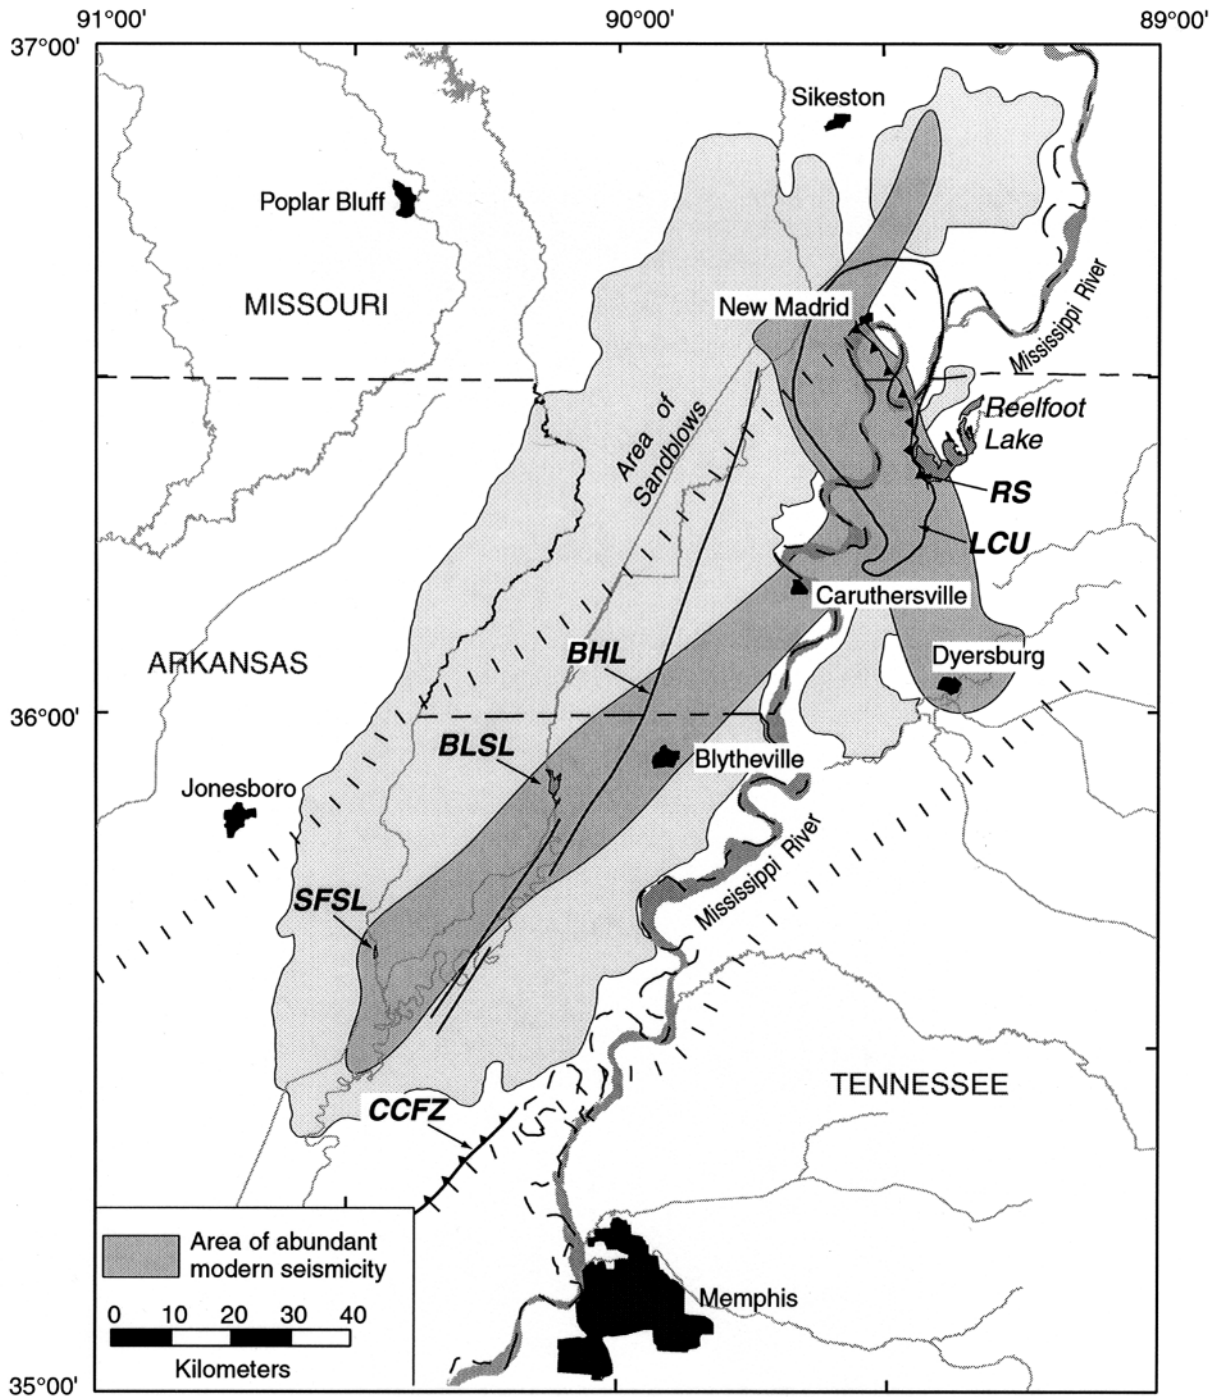 91°00'
90°00'
89°00'
37°00'
Sikeston
Poplar Bluff
MISSOURI
New Madrid
Mississippi River
Area of
Sandblows
Reelfoot
Lake
RS
LCU
Caruthersville
ARKANSAS
BHL
Dyersburg
36°00'
BLSL
Blytheville
Jonesboro
Mississippi River
SFSL
TENNESSEE
CCFZ
Area of abundant
modern seismicity
0 10 20 30 40
Kilometers
Memphis
35°00'